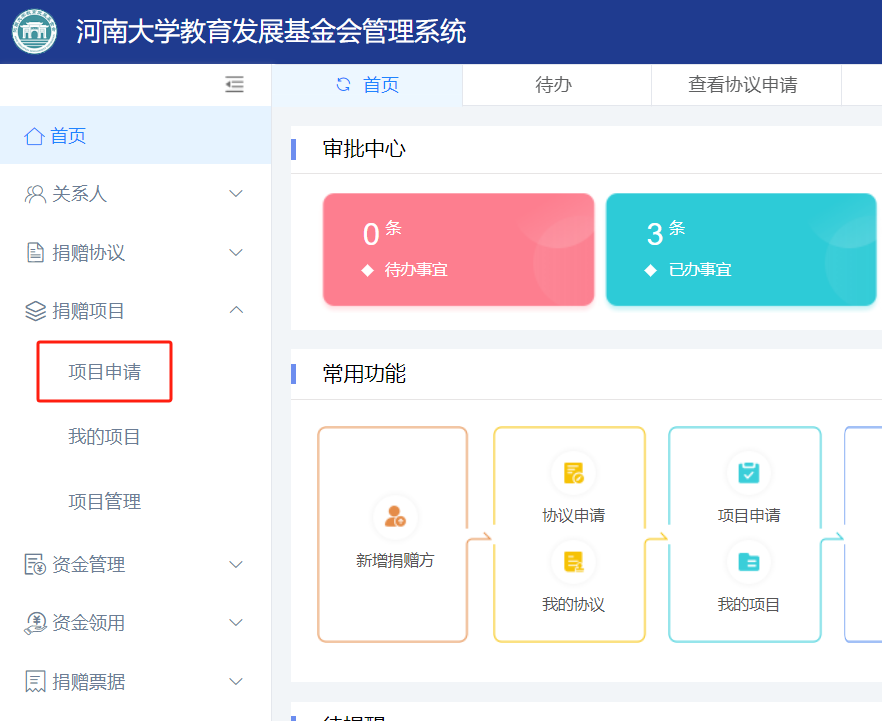 河南大学教育发展基金会管理系统
首页
待办
查看协议申请
首页
关系人
捐赠协议
捐赠项目
项目申请
我的项目
项目管理
资金管理
资金领用
捐赠票据
审批中心
0 条
待办事宜
3 条
已办事宜
常用功能
新增捐赠方
协议申请
我的协议
项目申请
我的项目
待提醒